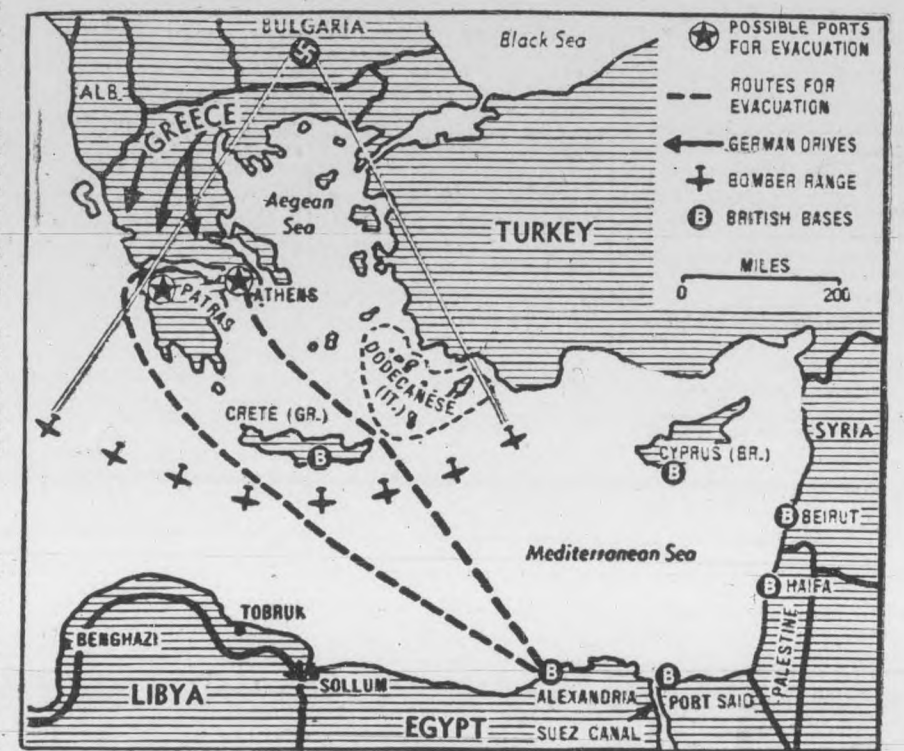 BULGARIA
Black Sea
POSSIBLE PORTS
FOR EVACUATION
ROUTES FOR
EVACUATION
GERMAN DRIVES
BOMBER RANGE
B BRITISH BASES
MILES
0 200
ALB.
GREECE
Aegean
Sea
TURKEY
PATRAS
ATHENS
DODECANESE
(IT.)
CRETE (GR.)
B
CYPRUS (BR.)
B
SYRIA
B BEIRUT
Mediterranean Sea
B HAIFA
PALESTINE
TOBRUK
BENGHAZI
SOLLUM
LIBYA
EGYPT
B
ALEXANDRIA
B
PORT SAID
SUEZ CANAL